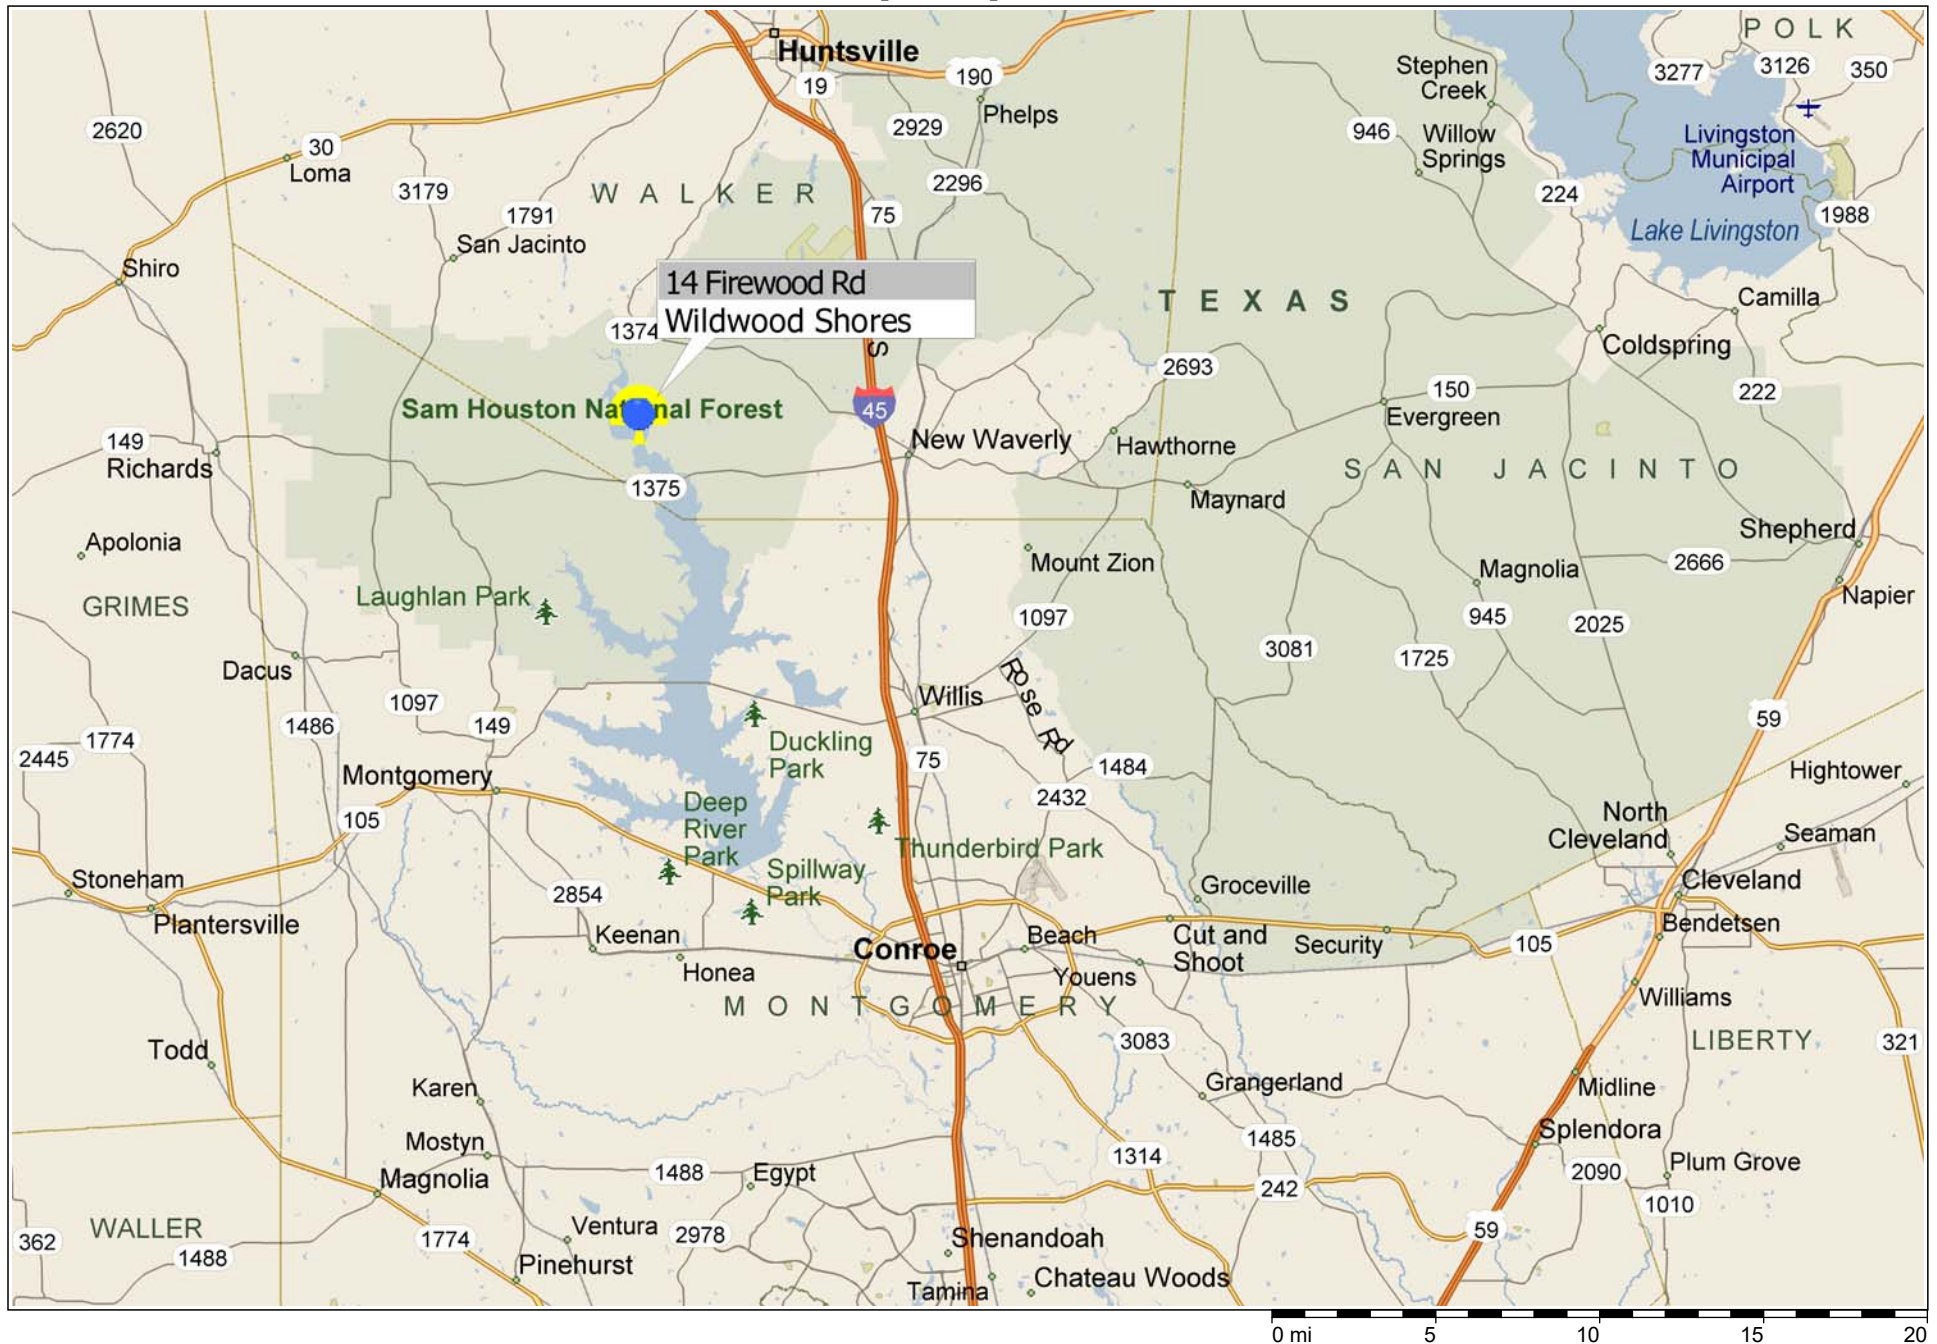 POLK
Huntsville
Stephen
Creek
3277
3126
350
190
19
Phelps
2620
2929
946
Willow
Springs
Livingston
Municipal
Airport
30
Loma
3179
2296
WALKER
224
1791
75
1988
San Jacinto
Lake Livingston
Shiro
14 Firewood Rd
Wildwood Shores
TEXAS
Camilla
1374
S
Coldspring
2693
150
222
Sam Houston National Forest
45
Evergreen
149
Richards
New Waverly
Hawthorne
SAN JACINTO
1375
Maynard
Apolonia
Shepherd
Mount Zion
Magnolia
2666
Laughlan Park
GRIMES
Napier
1097
945
2025
3081
1725
Dacus
Rose Rd
1097
Willis
149
1486
59
1774
2445
Duckling
Park
75
1484
Montgomery
Hightower
2432
Deep
River
Park
105
North
Cleveland
Seaman
Thunderbird Park
Spillway
Park
Stoneham
2854
Groceville
Cleveland
Plantersville
Bendetsen
Keenan
Conroe
Beach
Cut and
Shoot
Security
105
Honea
Youens
Williams
MONTGOMERY
3083
LIBERTY
321
Todd
Karen
Grangerland
Midline
Mostyn
1485
Splendora
1314
Magnolia
1488
Egypt
242
2090
Plum Grove
1010
WALLER
362
1488
1774
Ventura
2978
Shenandoah
59
Pinehurst
Tamina
Chateau Woods
0 mi 5 10 15 20